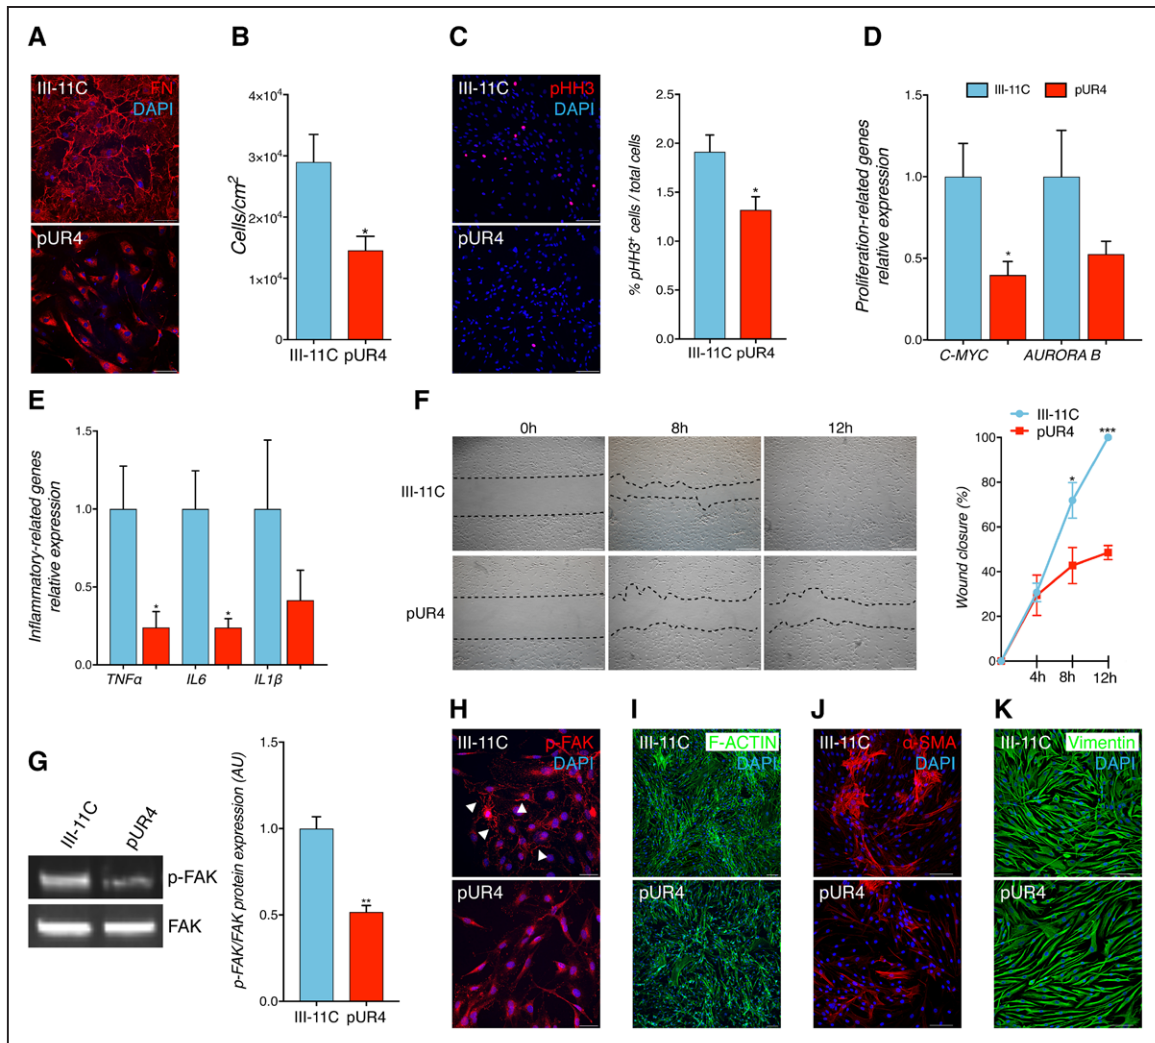 A
III-11C
FN
DAPI
pUR4
B
Cells/cm²
4×10⁴
3×10⁴
2×10⁴
1×10⁴
0
III-11C pUR4
C
III-11C
pHH3
DAPI
pUR4
% pHH3⁺ cells / total cells
2.5
2.0
1.5
1.0
0.5
0.0
*
III-11C pUR4
D
III-11C
pUR4
Proliferation-related genes
relative expression
1.5
1.0
0.5
0.0
*
C-MYC
AURORA B
E
Inflammatory-related genes
relative expression
1.5
1.0
0.5
0.0
*
*
TNFα
IL6
IL1β
F
0h
8h
12h
III-11C
pUR4
III-11C
pUR4
Wound closure (%)
100
80
60
40
20
0
*
***
4h
8h
12h
G
III-11C
pUR4
p-FAK
FAK
p-FAK/FAK protein expression (AU)
1.5
1.0
0.5
0.0
**
III-11C pUR4
H
III-11C
p-FAK
DAPI
pUR4
I
III-11C
F-ACTIN
DAPI
pUR4
J
III-11C
α-SMA
DAPI
pUR4
K
III-11C
Vimentin
DAPI
pUR4